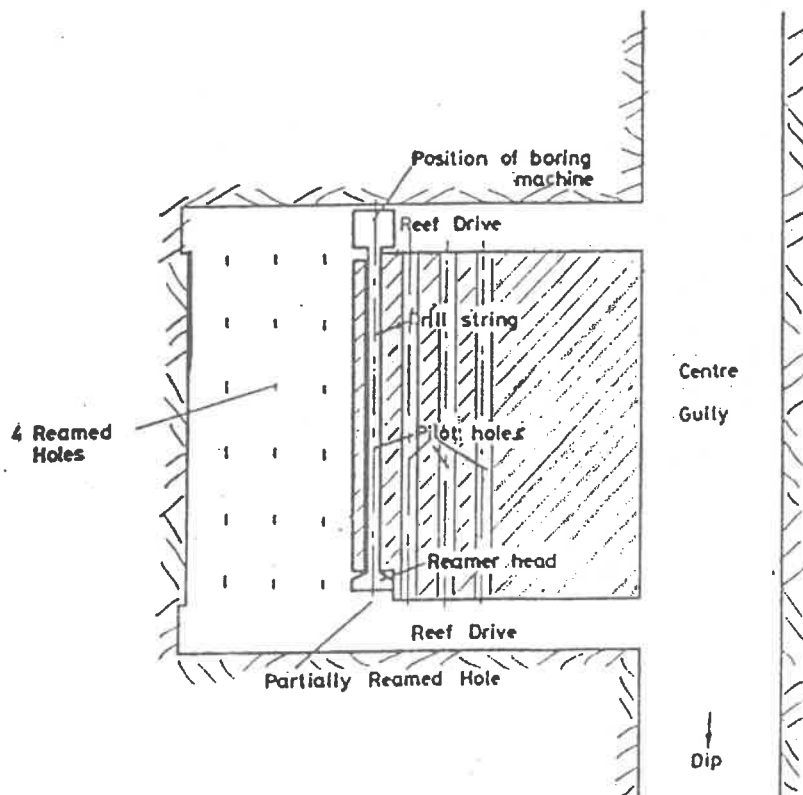 Position of boring
machine
Reef Drive
Drill string
Centre
Gully
4 Reamed
Holes
Pilot holes
Reamer head
Reef Drive
Partially Reamed Hole
Dip